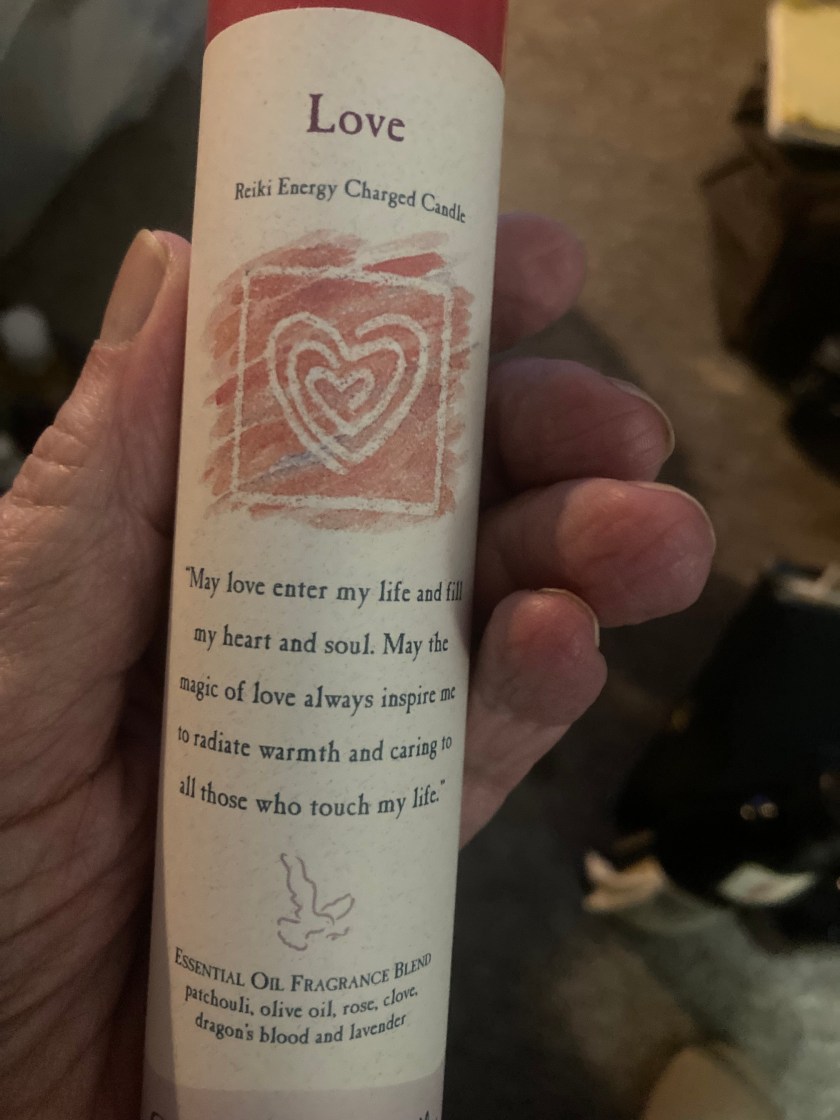 Love
Reiki Energy Charged Candle
"May love enter my life and fill
my heart and soul. May the
magic of love always inspire me
to radiate warmth and caring to
all those who touch my life."
Essential Oil Fragrance Blend
patchouli, olive oil, rose, clove,
dragon's blood and lavender